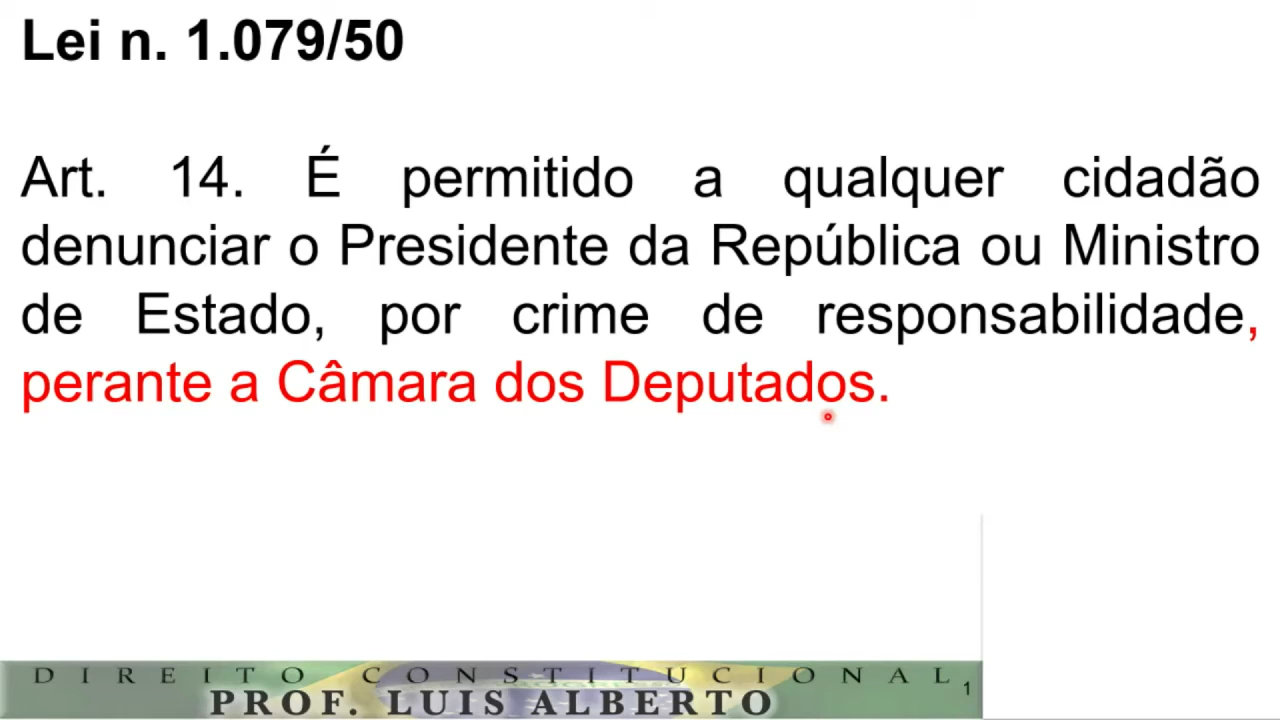 Lei n. 1.079/50
Art. 14. É permitido a qualquer cidadão
denunciar o Presidente da República ou Ministro
de Estado, por crime de responsabilidade,
perante a Câmara dos Deputados.
DIREITO CONSTITUCIONAL
PROF. LUIS ALBERTO
1